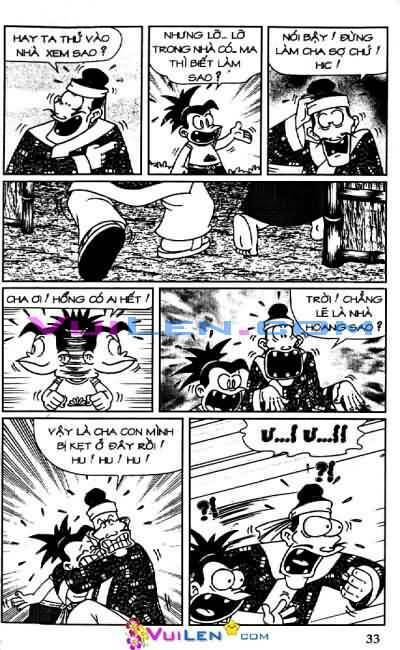 HAY TA THỬ VÀO
NHÀ XEM SAO?
NHƯNG LỠ.. LỠ
TRONG NHÀ CÓ.. MA
THÌ BIẾT LÀM
SAO?
NÓI BẬY! ĐỪNG
LÀM CHA SỢ CHỨ!
HIC!
CHA ƠI! HỔNG CÓ AI HẾT!
TRỜI! CHẲNG
LẼ LÀ NHÀ
HOANG SAO?
VUILEN.COM
VẬY LÀ CHA CON MÌNH
BỊ KẸT Ở ĐÂY RỒI!
HU! HU! HU!
Ư...! Ư...!!
?!
?!
VUILEN.COM
33